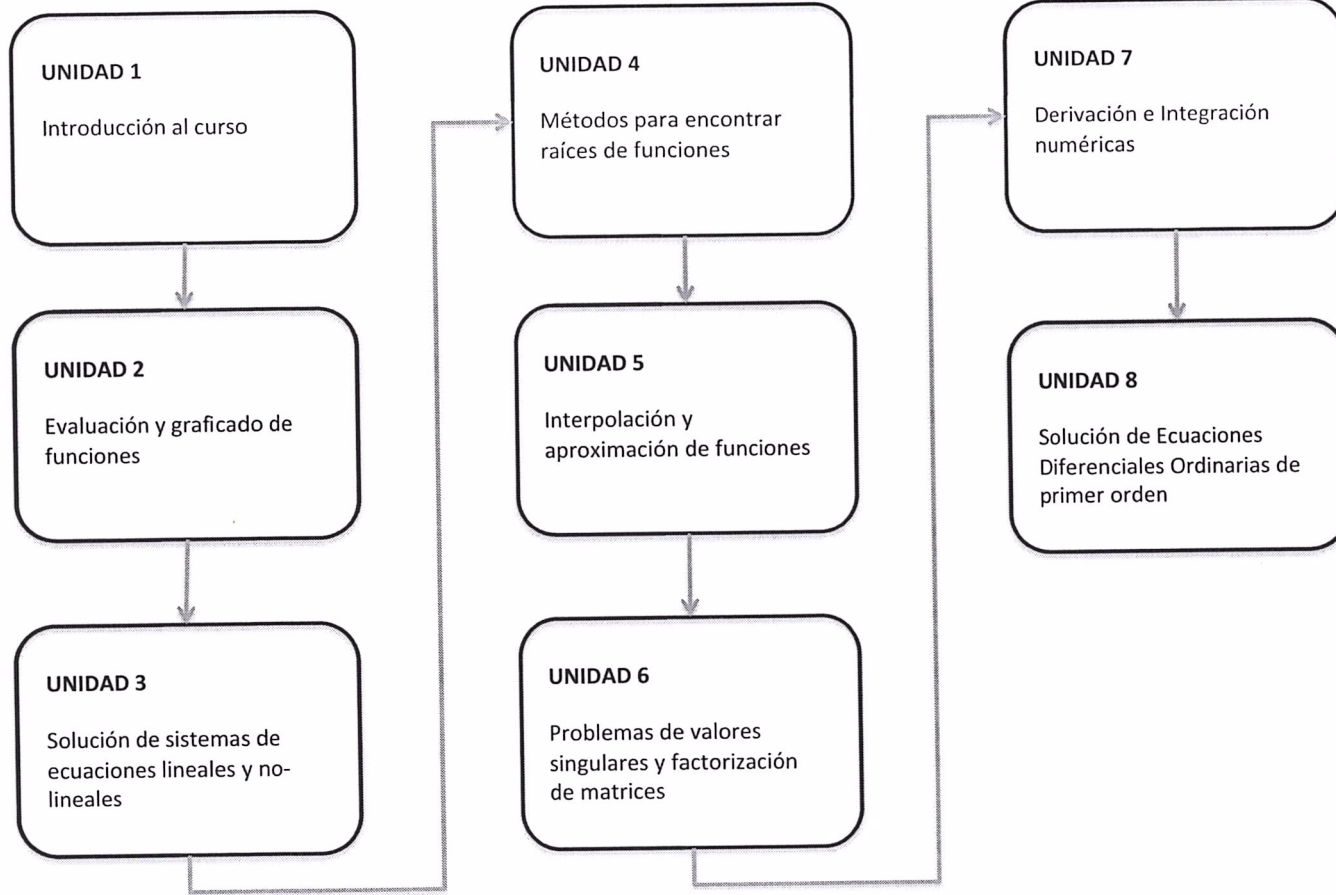 UNIDAD 1
Introducción al curso
UNIDAD 2
Evaluación y graficado de
funciones
UNIDAD 3
Solución de sistemas de
ecuaciones lineales y no-
lineales
UNIDAD 4
Métodos para encontrar
raíces de funciones
UNIDAD 5
Interpolación y
aproximación de funciones
UNIDAD 6
Problemas de valores
singulares y factorización
de matrices
UNIDAD 7
Derivación e Integración
numéricas
UNIDAD 8
Solución de Ecuaciones
Diferenciales Ordinarias de
primer orden